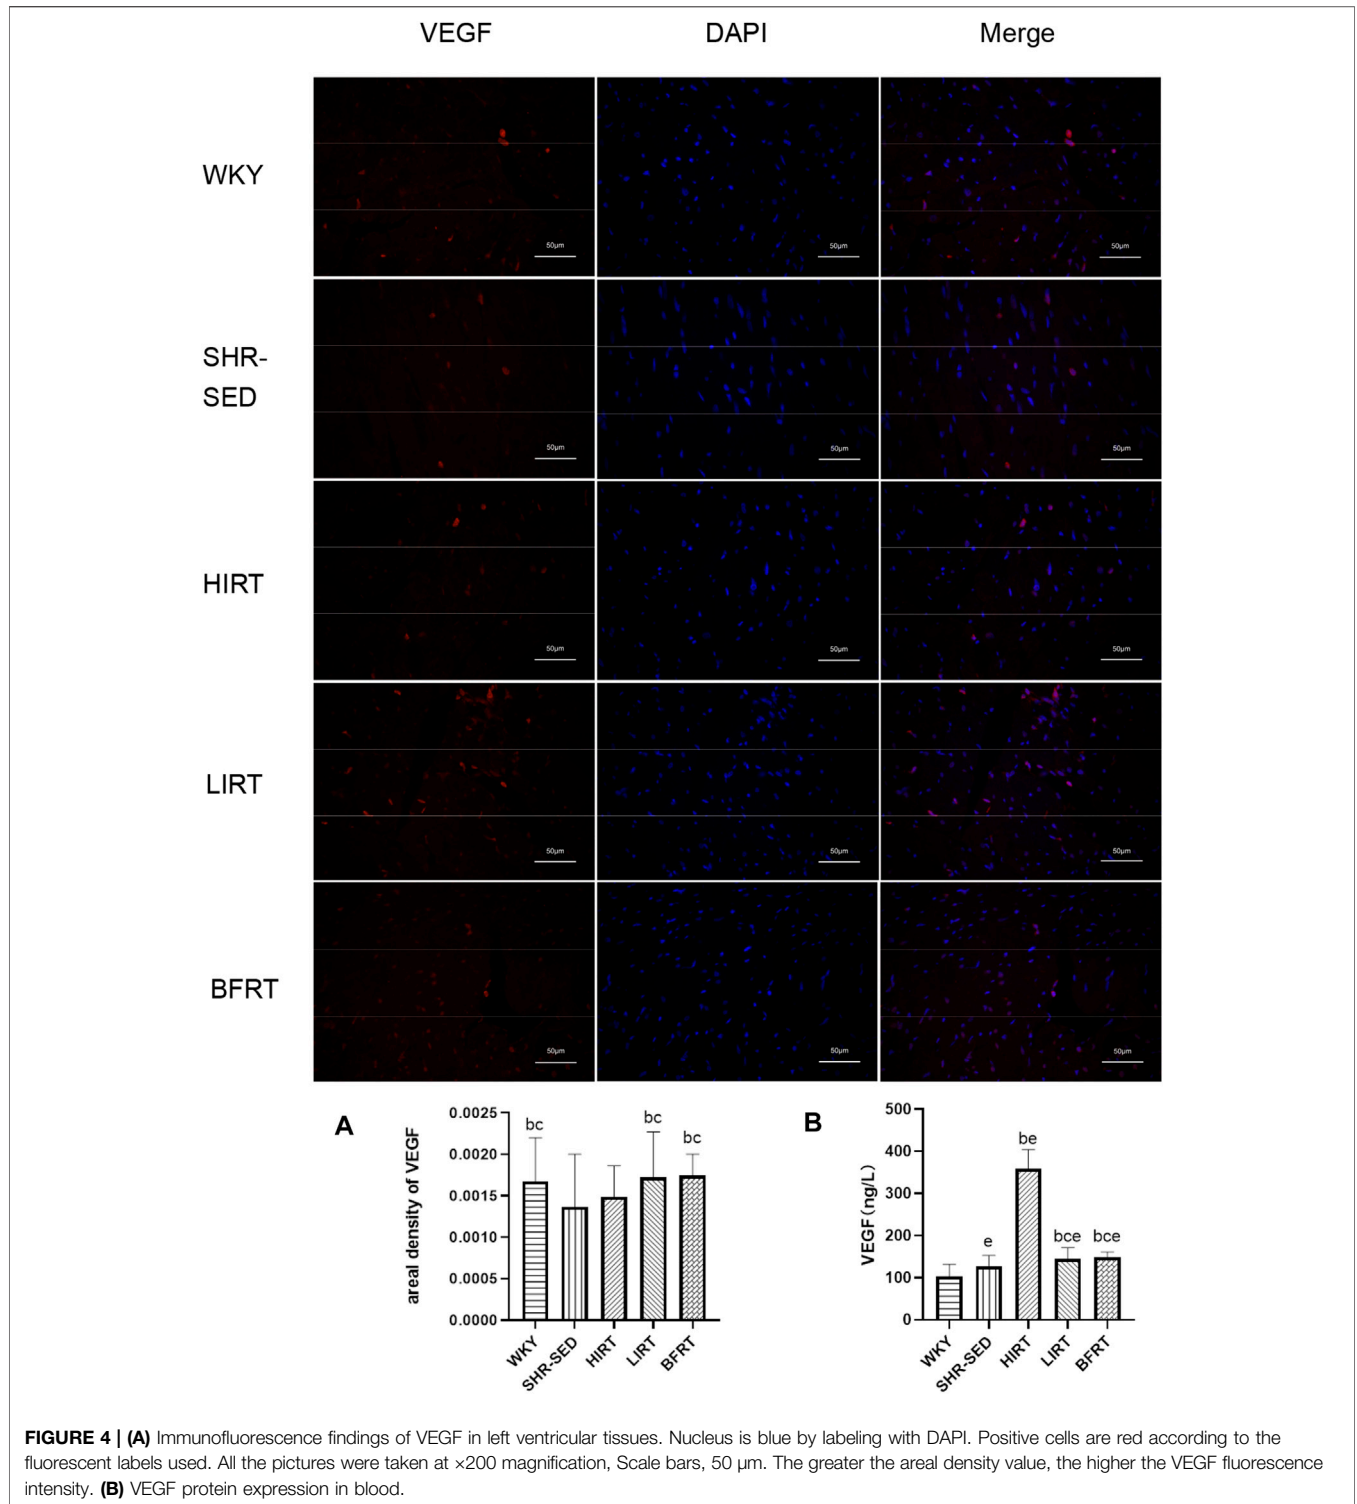 VEGF DAPI Merge
WKY
50μm 50μm 50μm
SHR-
SED
50μm 50μm 50μm
HIRT
50μm 50μm 50μm
LIRT
50μm 50μm 50μm
BFRT
50μm 50μm 50μm
A
areal density of VEGF
0.0025
0.0020
0.0015
0.0010
0.0005
0.0000
bc bc bc
WKY SHR-SED HIRT LIRT BFRT
B
VEGF(ng/L)
500
400
300
200
100
0
e be bce bce
WKY SHR-SED HIRT LIRT BFRT
FIGURE 4 | (A) Immunofluorescence findings of VEGF in left ventricular tissues. Nucleus is blue by labeling with DAPI. Positive cells are red according to the
fluorescent labels used. All the pictures were taken at ×200 magnification, Scale bars, 50 μm. The greater the areal density value, the higher the VEGF fluorescence
intensity. (B) VEGF protein expression in blood.